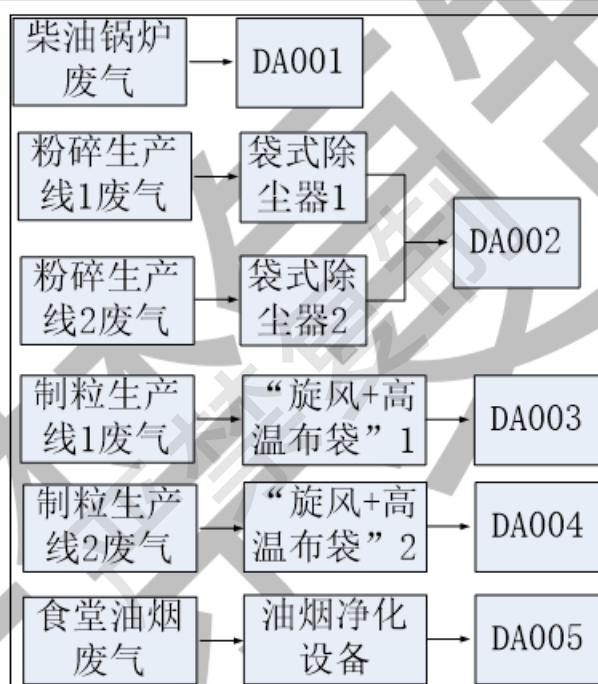 柴油锅炉
废气
DA001
粉碎生产
线1废气
袋式除
尘器1
DA002
粉碎生产
线2废气
袋式除
尘器2
制粒生产
线1废气
“旋风+高
温布袋”1
DA003
制粒生产
线2废气
“旋风+高
温布袋”2
DA004
食堂油烟
废气
油烟净化
设备
DA005